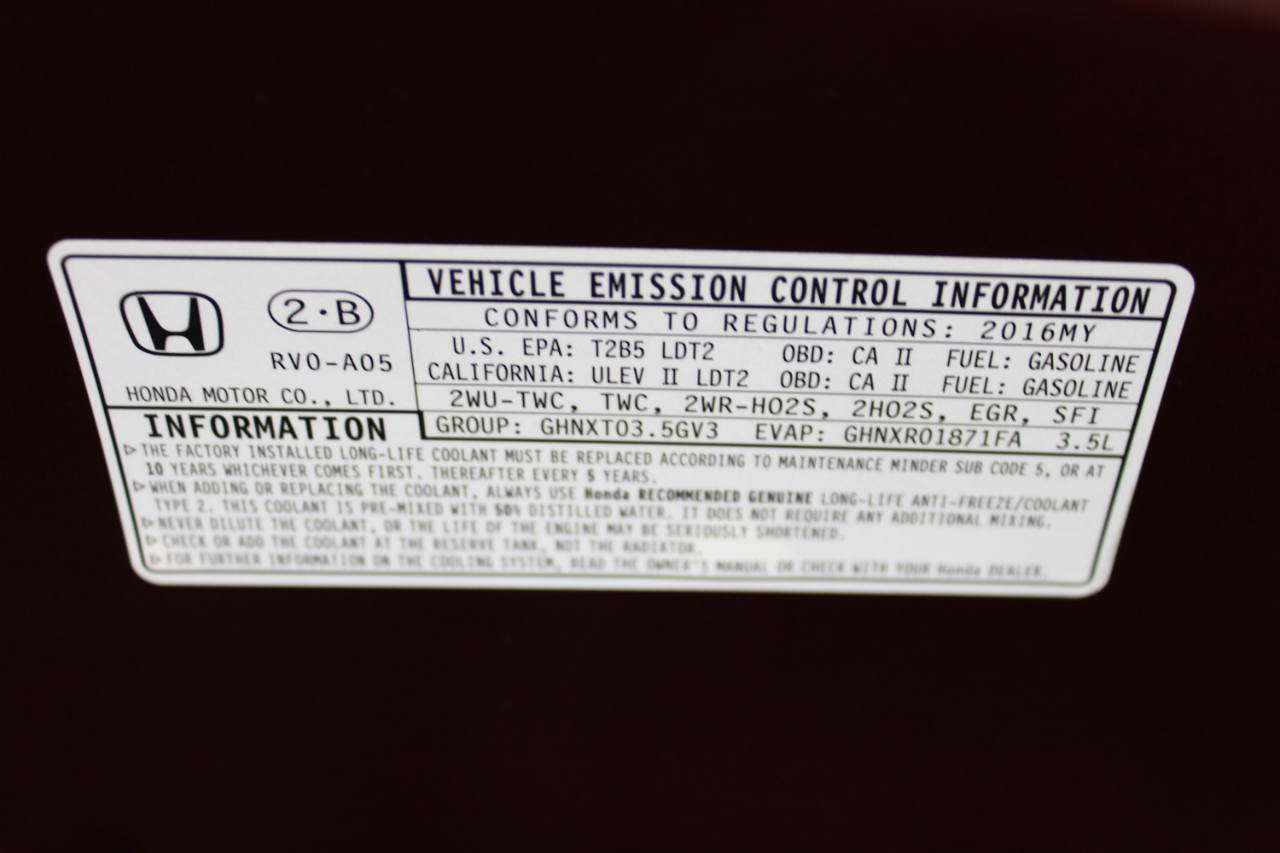 2·B
RV0-A05
HONDA MOTOR CO., LTD.
VEHICLE EMISSION CONTROL INFORMATION
CONFORMS TO REGULATIONS: 2016MY
U.S. EPA: T2B5 LDT2 OBD: CA II FUEL: GASOLINE
CALIFORNIA: ULEV II LDT2 OBD: CA II FUEL: GASOLINE
2WU-TWC, TWC, 2WR-HO2S, 2HO2S, EGR, SFI
GROUP: GHNXT03.5GV3 EVAP: GHNXR01871FA 3.5L
INFORMATION
▷THE FACTORY INSTALLED LONG-LIFE COOLANT MUST BE REPLACED ACCORDING TO MAINTENANCE MINDER SUB CODE 5, OR AT
10 YEARS WHICHEVER COMES FIRST. THEREAFTER EVERY 5 YEARS.
▷WHEN ADDING OR REPLACING THE COOLANT, ALWAYS USE Honda RECOMMENDED GENUINE LONG-LIFE ANTI-FREEZE/COOLANT
TYPE 2. THIS COOLANT IS PRE-MIXED WITH 50% DISTILLED WATER. IT DOES NOT REQUIRE ANY ADDITIONAL MIXING.
▷NEVER DILUTE THE COOLANT, OR THE LIFE OF THE ENGINE MAY BE SERIOUSLY SHORTENED.
▷CHECK OR ADD THE COOLANT AT THE RESERVE TANK, NOT THE RADIATOR.
▷FOR FURTHER INFORMATION ON THE COOLING SYSTEM, READ THE OWNER'S MANUAL OR CHECK WITH YOUR Honda DEALER.